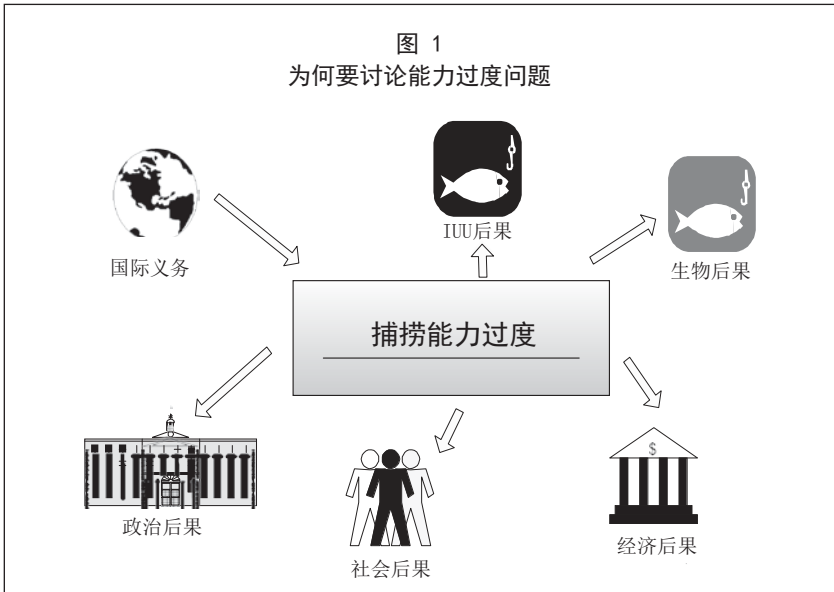 图 1
为何要讨论能力过度问题
IUU后果
国际义务
生物后果
捕捞能力过度
$
政治后果
经济后果
社会后果